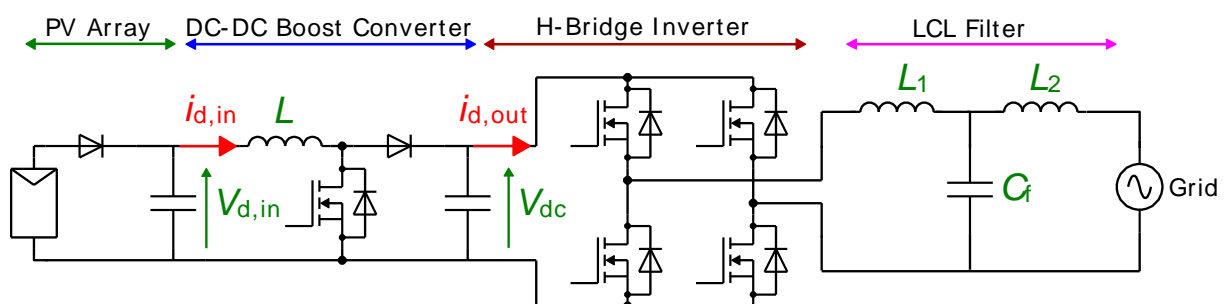 PV Array DC-DC Boost Converter H-Bridge Inverter LCL Filter
id,in L id,out L1 L2
Vd,in Vdc Cf Grid